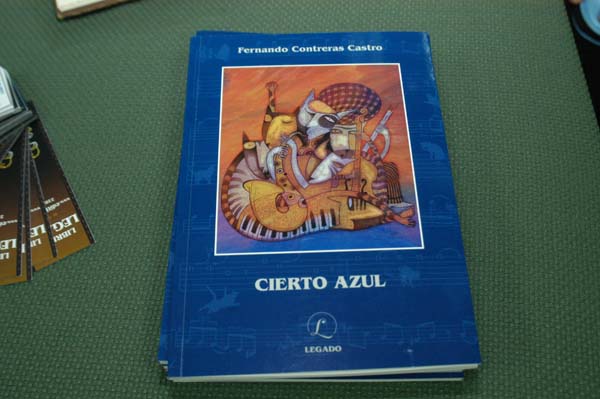 Fernando Contreras Castro
CIERTO AZUL
L
LEGADO